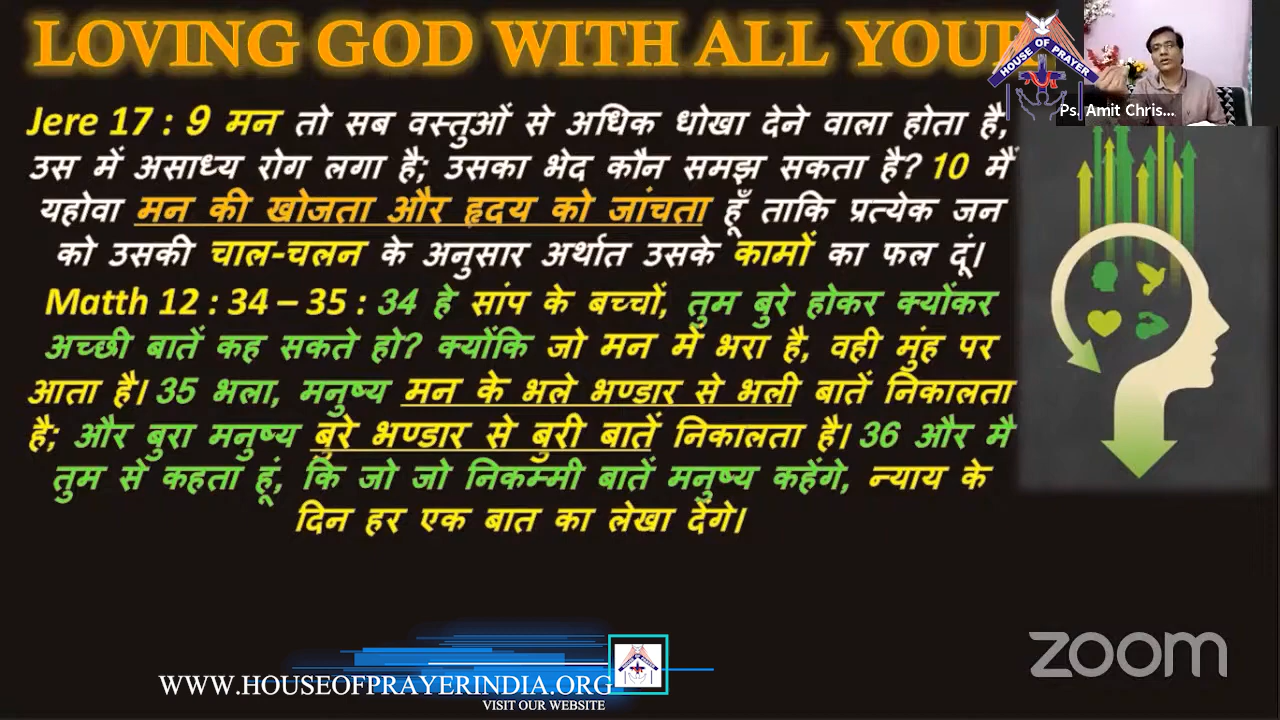 LOVING GOD WITH ALL YOUR
HOUSE OF PRAYER
Ps. Amit Chris...
Jere 17 : 9 मन तो सब वस्तुओं से अधिक धोखा देने वाला होता है,
उस में असाध्य रोग लगा है; उसका भेद कौन समझ सकता है? 10 मैं
यहोवा मन की खोजता और हृदय को जांचता हूँ ताकि प्रत्येक जन
को उसकी चाल-चलन के अनुसार अर्थात उसके कामों का फल दूं।
Matth 12 : 34 – 35 : 34 हे सांप के बच्चों, तुम बुरे होकर क्योंकर
अच्छी बातें कह सकते हो? क्योंकि जो मन में भरा है, वही मुंह पर
आता है। 35 भला, मनुष्य मन के भले भण्डार से भली बातें निकालता
है; और बुरा मनुष्य बुरे भण्डार से बुरी बातें निकालता है। 36 और मै
तुम से कहता हूं, कि जो जो निकम्मी बातें मनुष्य कहेंगे, न्याय के
दिन हर एक बात का लेखा देंगे।
WWW.HOUSEOFPRAYERINDIA.ORG
VISIT OUR WEBSITE
zoom